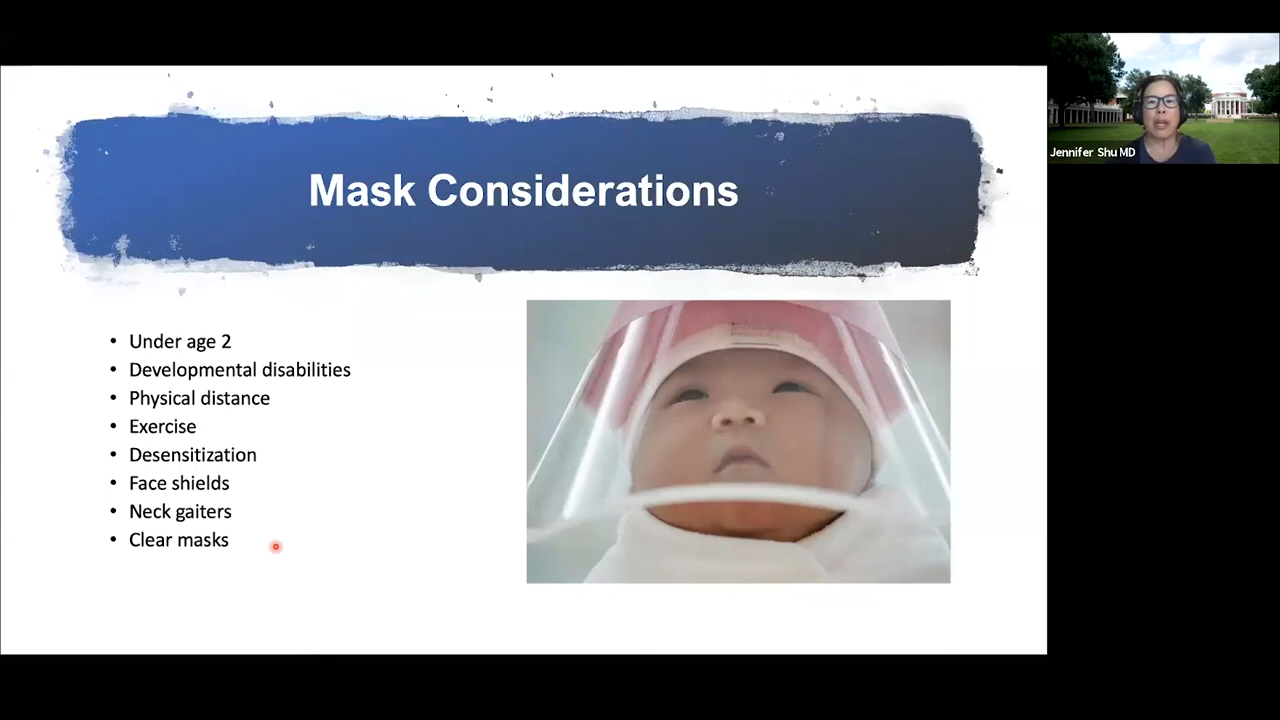 Mask Considerations
Jennifer Shu MD
• Under age 2
• Developmental disabilities
• Physical distance
• Exercise
• Desensitization
• Face shields
• Neck gaiters
• Clear masks